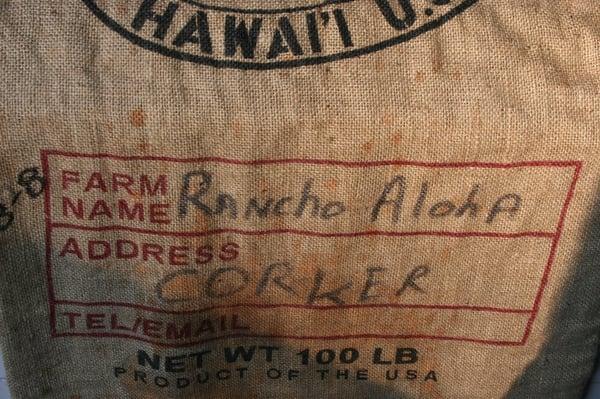 HAWAI'I U.S
FARM NAME Rancho Aloha
ADDRESS
CORKER
TEL/EMAIL
NET WT 100 LB
PRODUCT OF THE USA